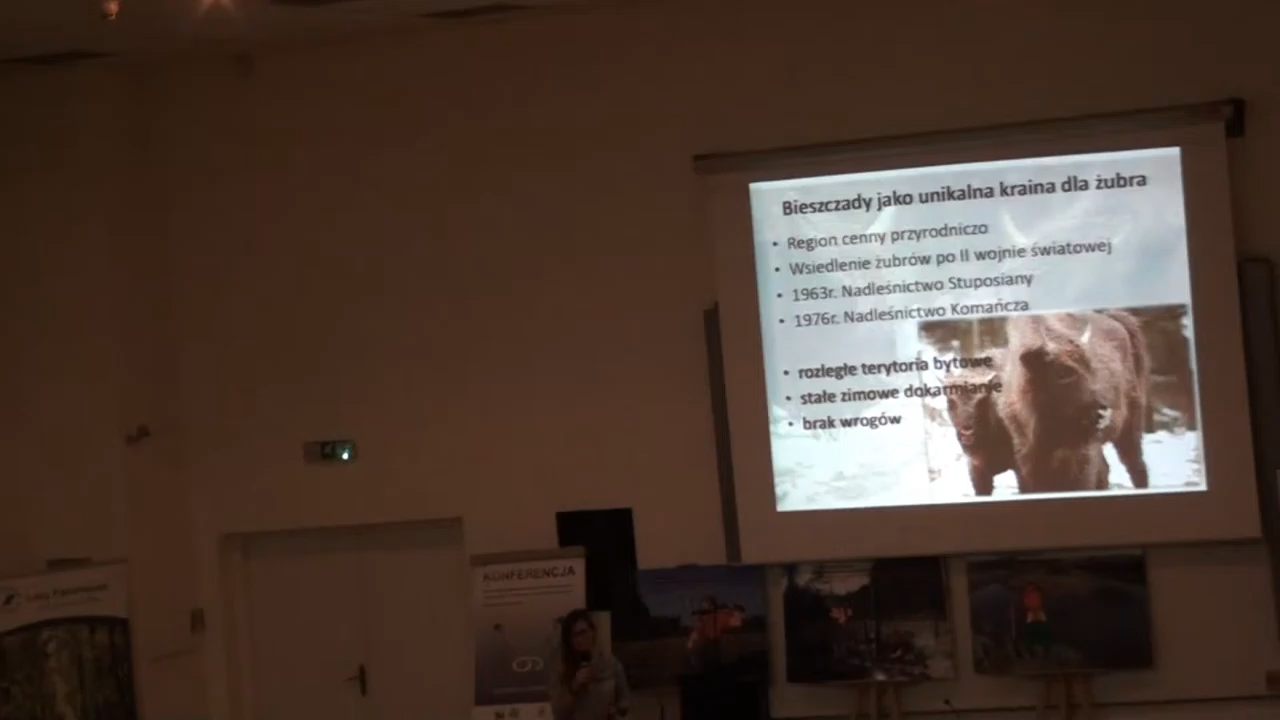 Bieszczady jako unikalna kraina dla żubra
• Region cenny przyrodniczo
• Wsiedlenie żubrów po II wojnie światowej
• 1963r. Nadleśnictwo Stuposiany
• 1976r. Nadleśnictwo Komańcza
• rozległe terytoria bytowe
• stałe zimowe dokarmianie
• brak wrogów
KONFERENCJA